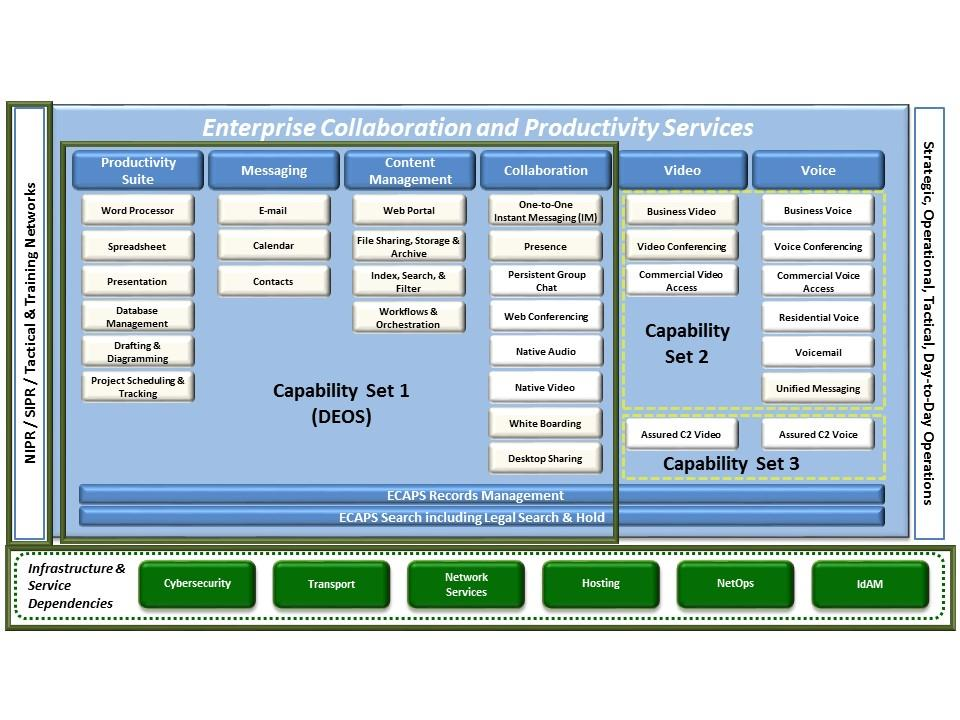 Enterprise Collaboration and Productivity Services
NIPR / SIPR / Tactical & Training Networks
Productivity
Suite
Word Processor
Spreadsheet
Presentation
Database
Management
Drafting &
Diagramming
Project Scheduling &
Tracking
Messaging
E-mail
Calendar
Contacts
Content
Management
Web Portal
File Sharing, Storage &
Archive
Index, Search, &
Filter
Workflows &
Orchestration
Collaboration
One-to-One
Instant Messaging (IM)
Presence
Persistent Group
Chat
Web Conferencing
Native Audio
Native Video
White Boarding
Desktop Sharing
Capability Set 1
(DEOS)
Video
Business Video
Video Conferencing
Commercial Video
Access
Capability
Set 2
Voice
Business Voice
Voice Conferencing
Commercial Voice
Access
Residential Voice
Voicemail
Unified Messaging
Assured C2 Video
Assured C2 Voice
Capability Set 3
ECAPS Records Management
ECAPS Search including Legal Search & Hold
Strategic, Operational, Tactical, Day-to-Day Operations
Infrastructure &
Service
Dependencies
Cybersecurity
Transport
Network
Services
Hosting
NetOps
IdAM